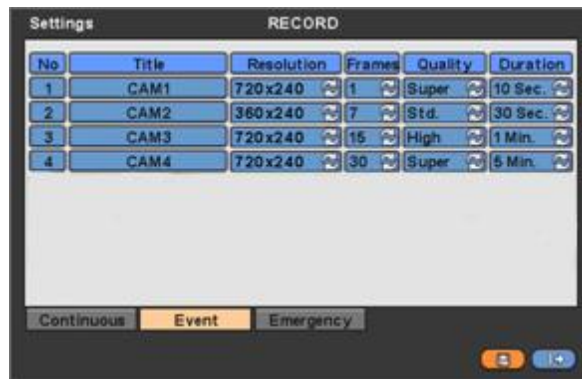 Settings RECORD
No Title Resolution Frames Quality Duration
1 CAM1 720x240 1 Super 10 Sec.
2 CAM2 360x240 7 Std. 30 Sec.
3 CAM3 720x240 15 High 1 Min.
4 CAM4 720x240 30 Super 5 Min.
Continuous Event Emergency